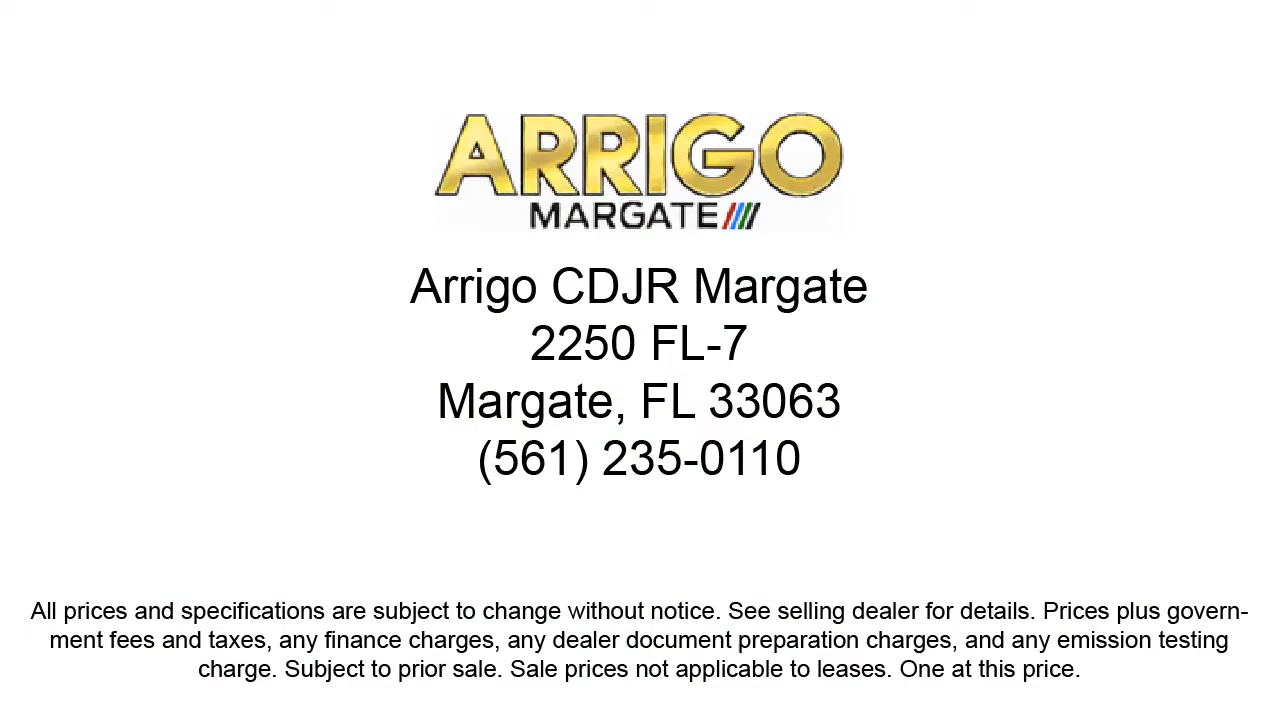 ARRIGO
MARGATE
Arrigo CDJR Margate
2250 FL-7
Margate, FL 33063
(561) 235-0110
All prices and specifications are subject to change without notice. See selling dealer for details. Prices plus govern-
ment fees and taxes, any finance charges, any dealer document preparation charges, and any emission testing
charge. Subject to prior sale. Sale prices not applicable to leases. One at this price.